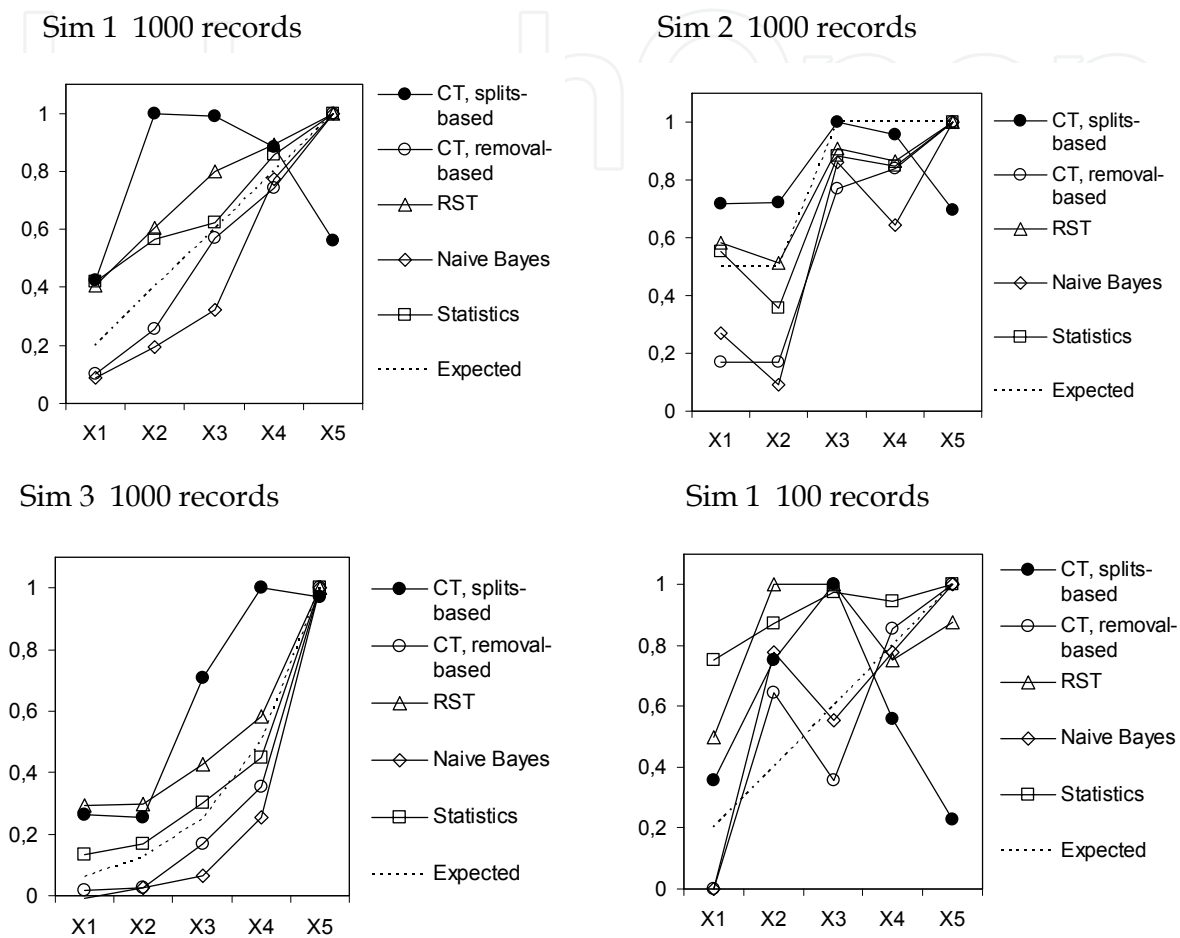 Sim 1 1000 records
1
0,8
0,6
0,4
0,2
0
X1 X2 X3 X4 X5
CT, splits-
based
CT, removal-
based
RST
Naive Bayes
Statistics
Expected
Sim 2 1000 records
1
0,8
0,6
0,4
0,2
0
X1 X2 X3 X4 X5
CT, splits-
based
CT, removal-
based
RST
Naive Bayes
Statistics
Expected
Sim 3 1000 records
1
0,8
0,6
0,4
0,2
0
X1 X2 X3 X4 X5
CT, splits-
based
CT, removal-
based
RST
Naive Bayes
Statistics
Expected
Sim 1 100 records
1
0,8
0,6
0,4
0,2
0
X1 X2 X3 X4 X5
CT, splits-
based
CT, removal-
based
RST
Naive Bayes
Statistics
Expected